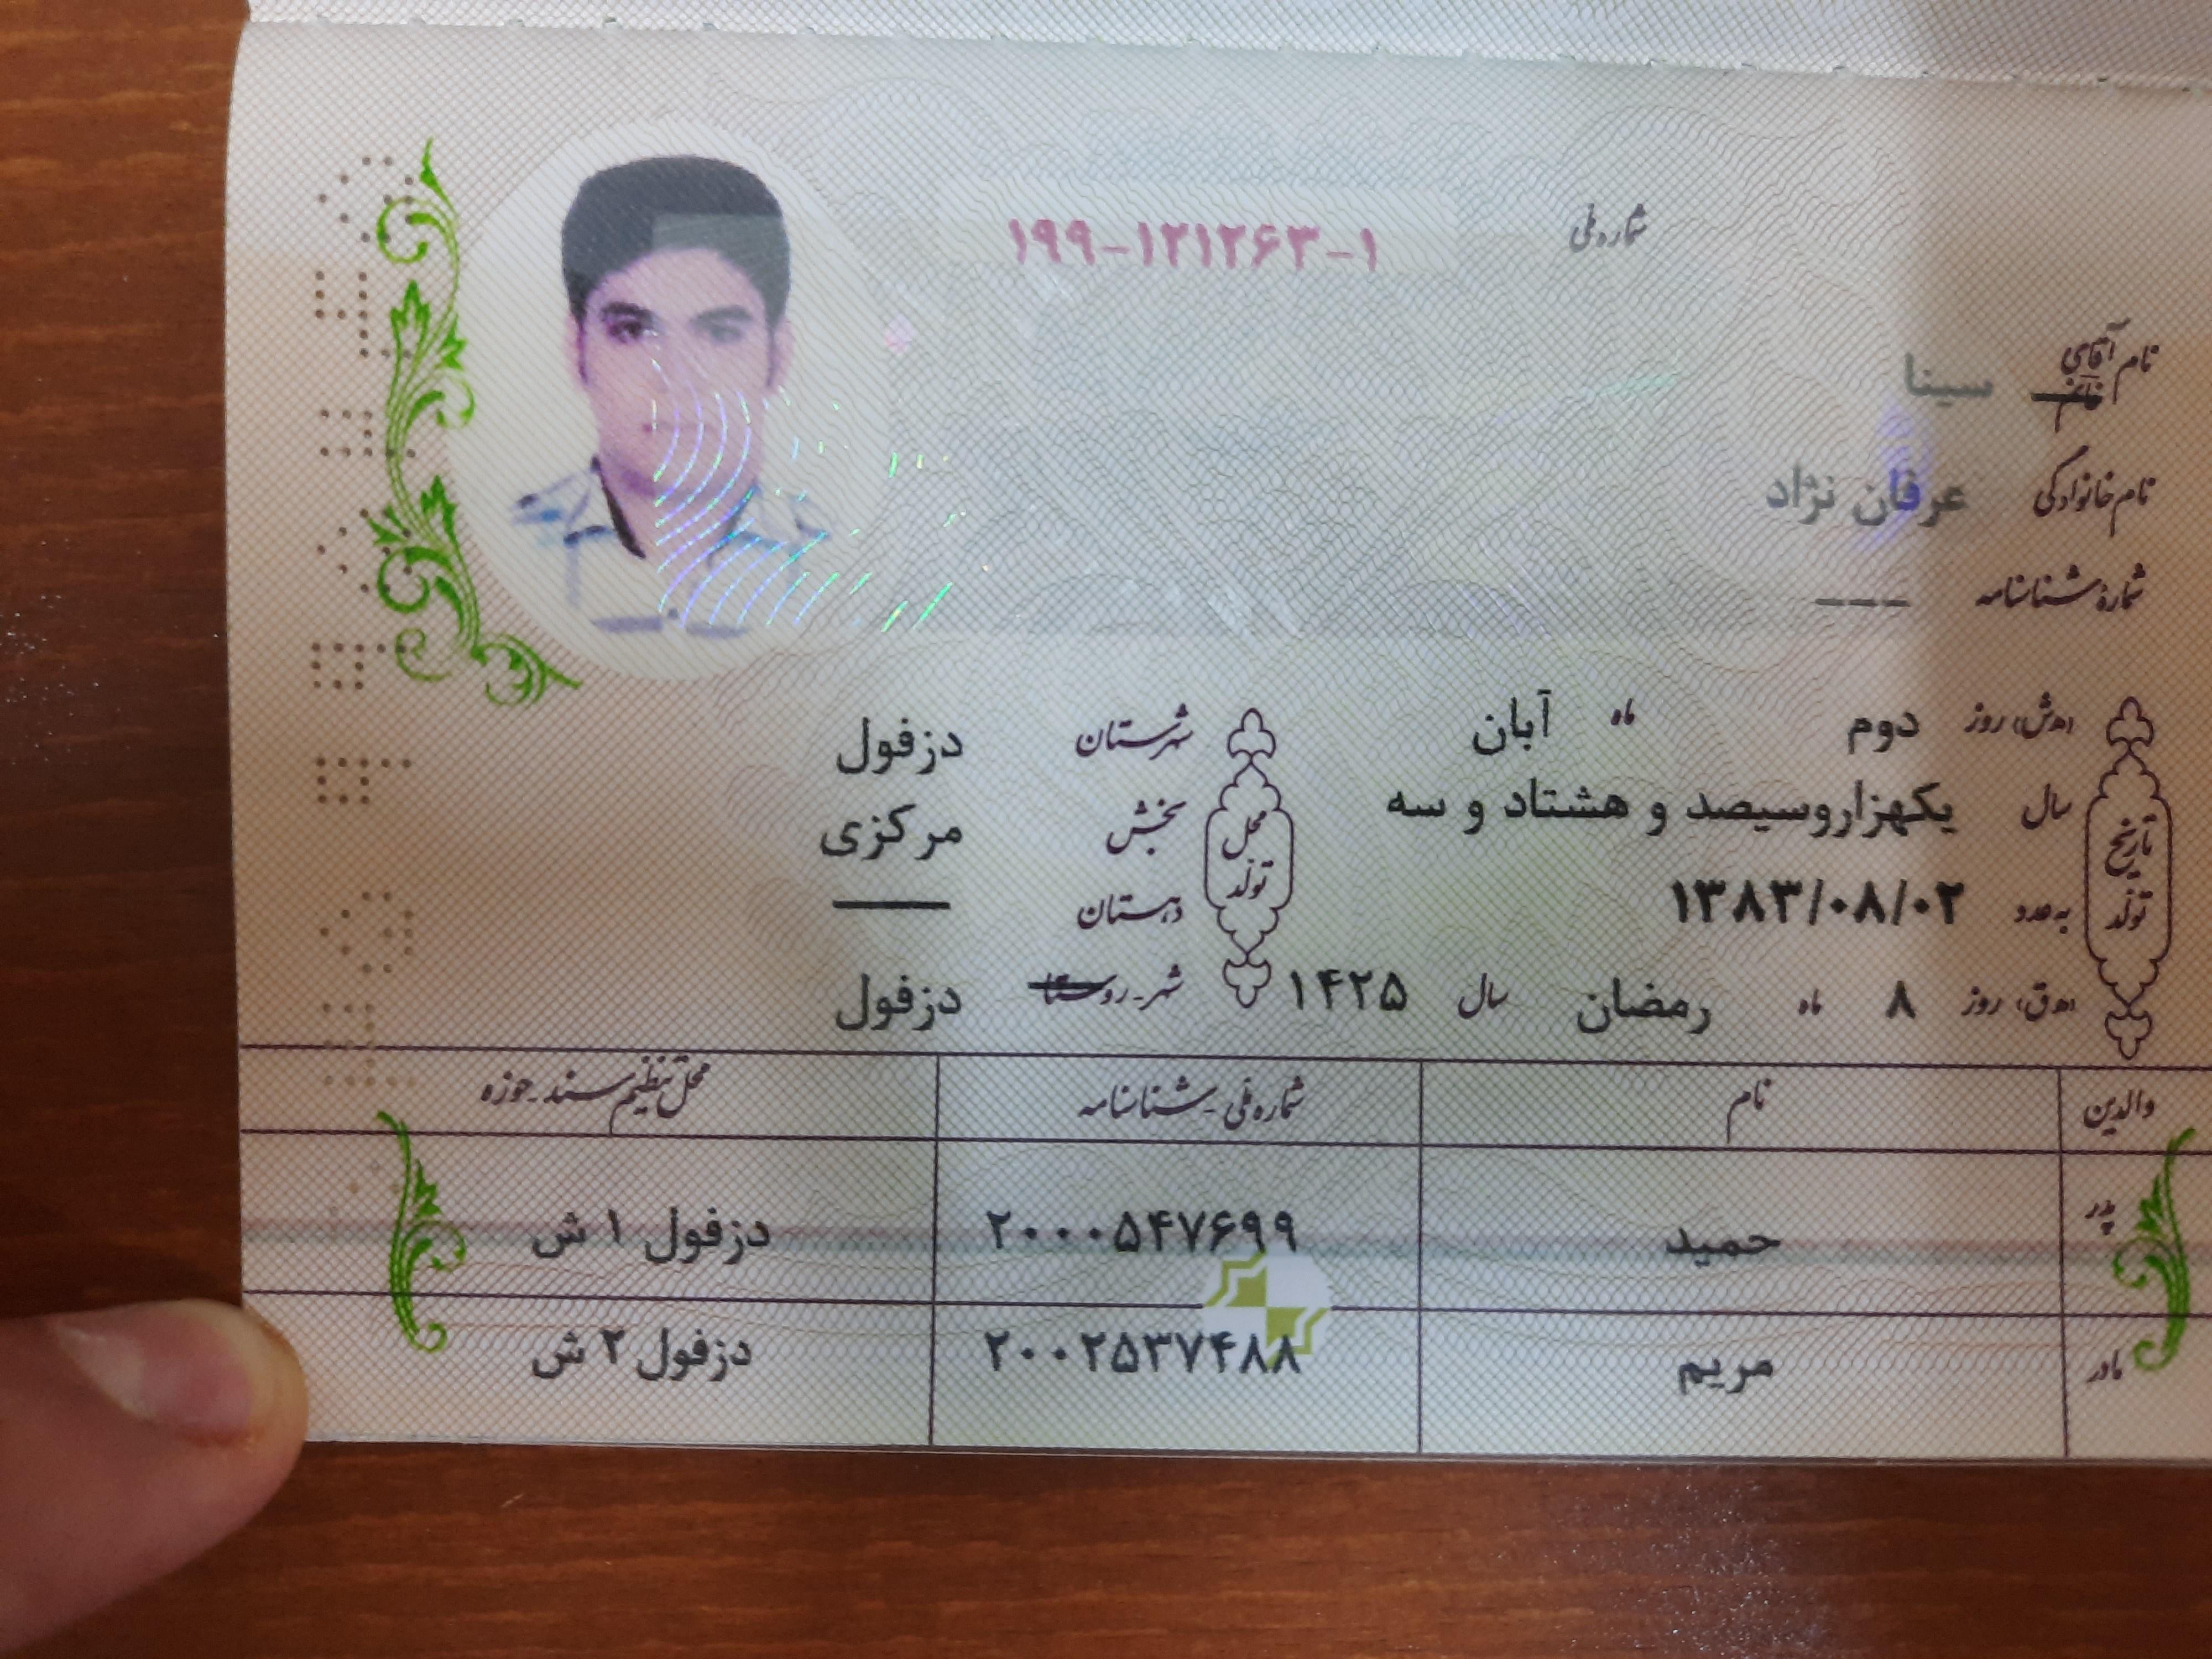 شماره ملی ۱۹۹-۱۲۱۲۶۳-۱
نام آقای خانم سینا
نام خانوادگی عرفان نژاد
شمارهٔ شناسنامه ---
تاریخ تولد
(ه.ش) روز دوم ماه آبان
سال یکهزاروسیصد و هشتاد و سه
به عدد ۱۳۸۳/۰۸/۰۲
(ه.ق) روز ۸ ماه رمضان سال ۱۴۲۵
محل تولد
شهرستان دزفول
بخش مرکزی
دهستان —
شهر - روستا دزفول
والدین نام شماره ملی - شناسنامه محل تنظیم سند - حوزه
پدر حمید ۲۰۰۰۵۴۷۶۹۹ دزفول ۱ ش
مادر مریم ۲۰۰۲۵۳۷۴۸۸ دزفول ۲ ش